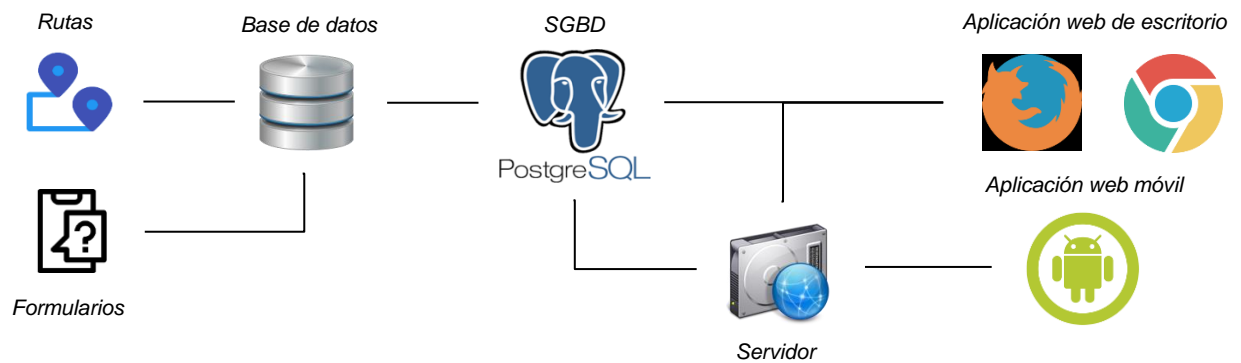 Rutas
Base de datos
SGBD
Aplicación web de escritorio
PostgreSQL
Aplicación web móvil
?
Formularios
Servidor